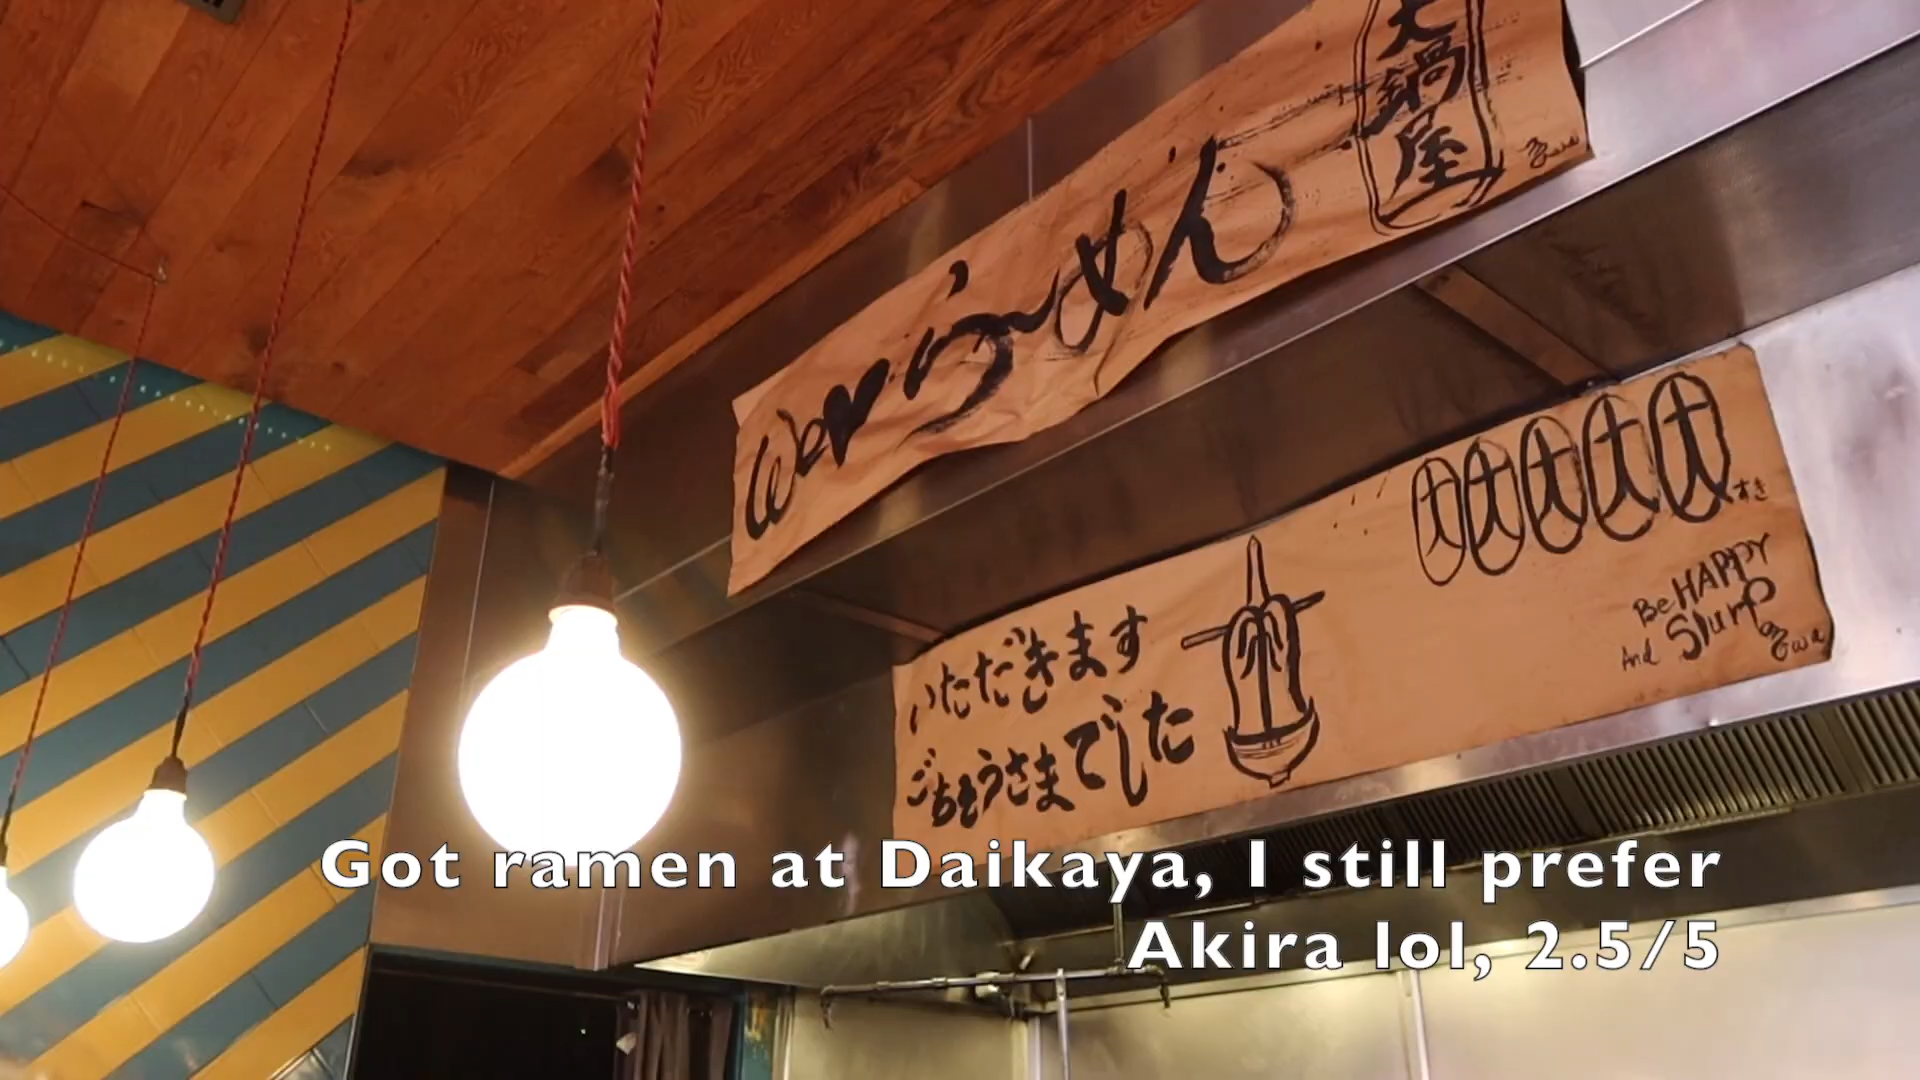 We♥らーめん
大鍋屋
いただきます
ごちそうさまでした
大大大大大
すき
Be HAPPY
And Slurp
Got ramen at Daikaya, I still prefer
Akira lol, 2.5/5